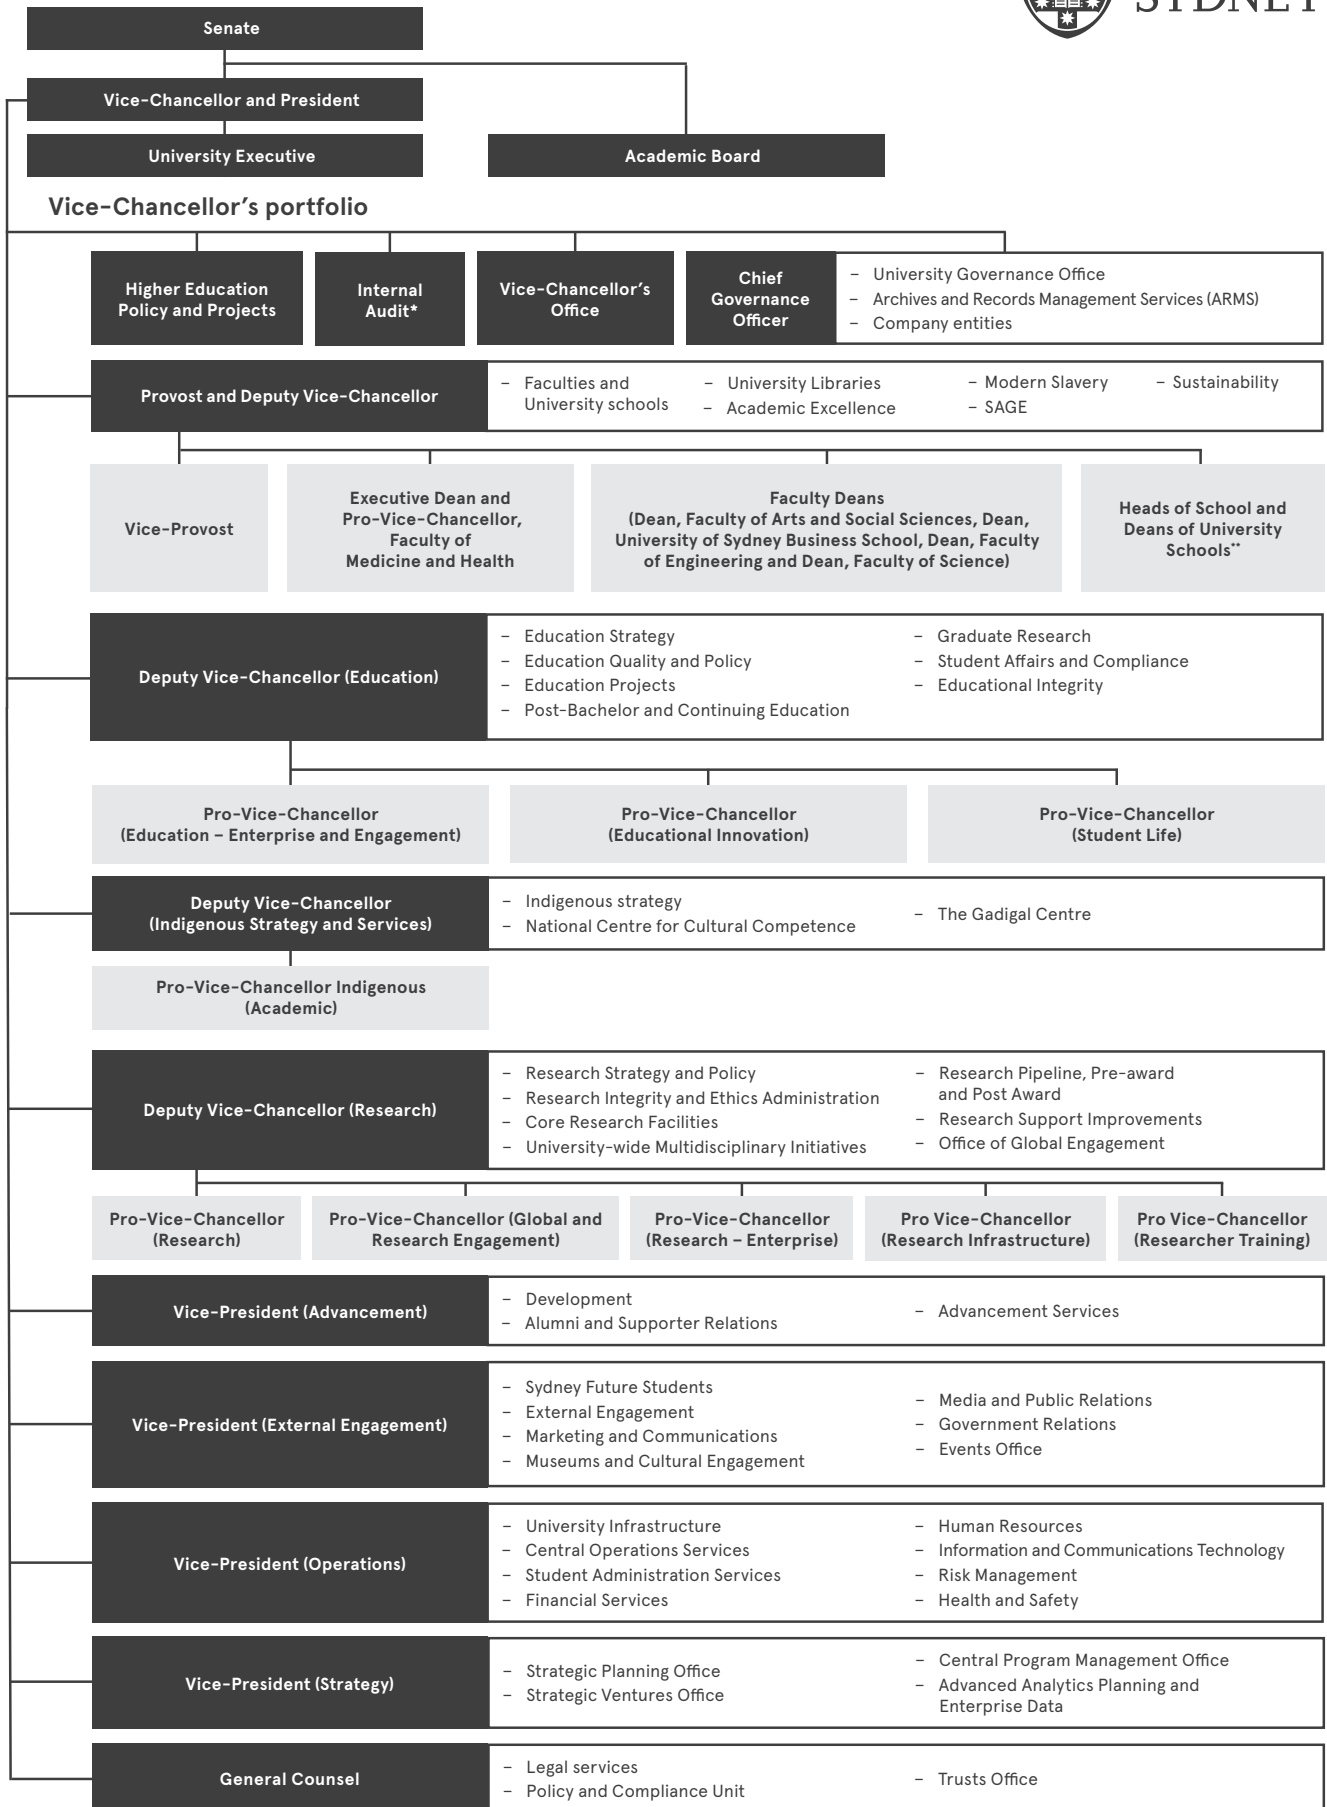 SYDNEY
Senate
Vice-Chancellor and President
University Executive
Academic Board
Vice-Chancellor’s portfolio
Higher Education
Policy and Projects
Internal
Audit*
Vice-Chancellor’s
Office
Chief
Governance
Officer
– University Governance Office
– Archives and Records Management Services (ARMS)
– Company entities
Provost and Deputy Vice-Chancellor
– Faculties and
University schools
– University Libraries
– Academic Excellence
– Modern Slavery
– SAGE
– Sustainability
Vice-Provost
Executive Dean and
Pro-Vice-Chancellor,
Faculty of
Medicine and Health
Faculty Deans
(Dean, Faculty of Arts and Social Sciences, Dean,
University of Sydney Business School, Dean, Faculty
of Engineering and Dean, Faculty of Science)
Heads of School and
Deans of University
Schools**
Deputy Vice-Chancellor (Education)
– Education Strategy
– Education Quality and Policy
– Education Projects
– Post-Bachelor and Continuing Education
– Graduate Research
– Student Affairs and Compliance
– Educational Integrity
Pro-Vice-Chancellor
(Education – Enterprise and Engagement)
Pro-Vice-Chancellor
(Educational Innovation)
Pro-Vice-Chancellor
(Student Life)
Deputy Vice-Chancellor
(Indigenous Strategy and Services)
– Indigenous strategy
– National Centre for Cultural Competence
– The Gadigal Centre
Pro-Vice-Chancellor Indigenous
(Academic)
Deputy Vice-Chancellor (Research)
– Research Strategy and Policy
– Research Integrity and Ethics Administration
– Core Research Facilities
– University-wide Multidisciplinary Initiatives
– Research Pipeline, Pre-award
and Post Award
– Research Support Improvements
– Office of Global Engagement
Pro-Vice-Chancellor
(Research)
Pro-Vice-Chancellor (Global and
Research Engagement)
Pro-Vice-Chancellor
(Research – Enterprise)
Pro Vice-Chancellor
(Research Infrastructure)
Pro Vice-Chancellor
(Researcher Training)
Vice-President (Advancement)
– Development
– Alumni and Supporter Relations
– Advancement Services
Vice-President (External Engagement)
– Sydney Future Students
– External Engagement
– Marketing and Communications
– Museums and Cultural Engagement
– Media and Public Relations
– Government Relations
– Events Office
Vice-President (Operations)
– University Infrastructure
– Central Operations Services
– Student Administration Services
– Financial Services
– Human Resources
– Information and Communications Technology
– Risk Management
– Health and Safety
Vice-President (Strategy)
– Strategic Planning Office
– Strategic Ventures Office
– Central Program Management Office
– Advanced Analytics Planning and
Enterprise Data
General Counsel
– Legal services
– Policy and Compliance Unit
– Trusts Office